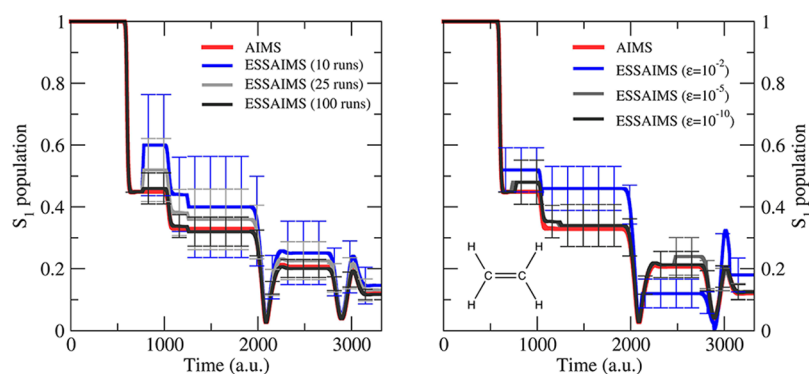 1
0.8
0.6
0.4
0.2
0
S₁ population
0
1000
2000
3000
Time (a.u.)
AIMS
ESSAIMS (10 runs)
ESSAIMS (25 runs)
ESSAIMS (100 runs)
AIMS
ESSAIMS (ε=10⁻²)
ESSAIMS (ε=10⁻⁵)
ESSAIMS (ε=10⁻¹⁰)
H
H
C
C
H
H
0
1000
2000
3000
Time (a.u.)
1
0.8
0.6
0.4
0.2
0
S₁ population